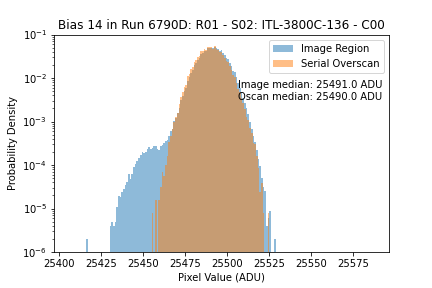 Bias 14 in Run 6790D: R01 - S02: ITL-3800C-136 - C00
Image Region
Serial Overscan
Image median: 25491.0 ADU
Oscan median: 25490.0 ADU
Probability Density
10⁻¹
10⁻²
10⁻³
10⁻⁴
10⁻⁵
10⁻⁶
25400 25425 25450 25475 25500 25525 25550 25575
Pixel Value (ADU)